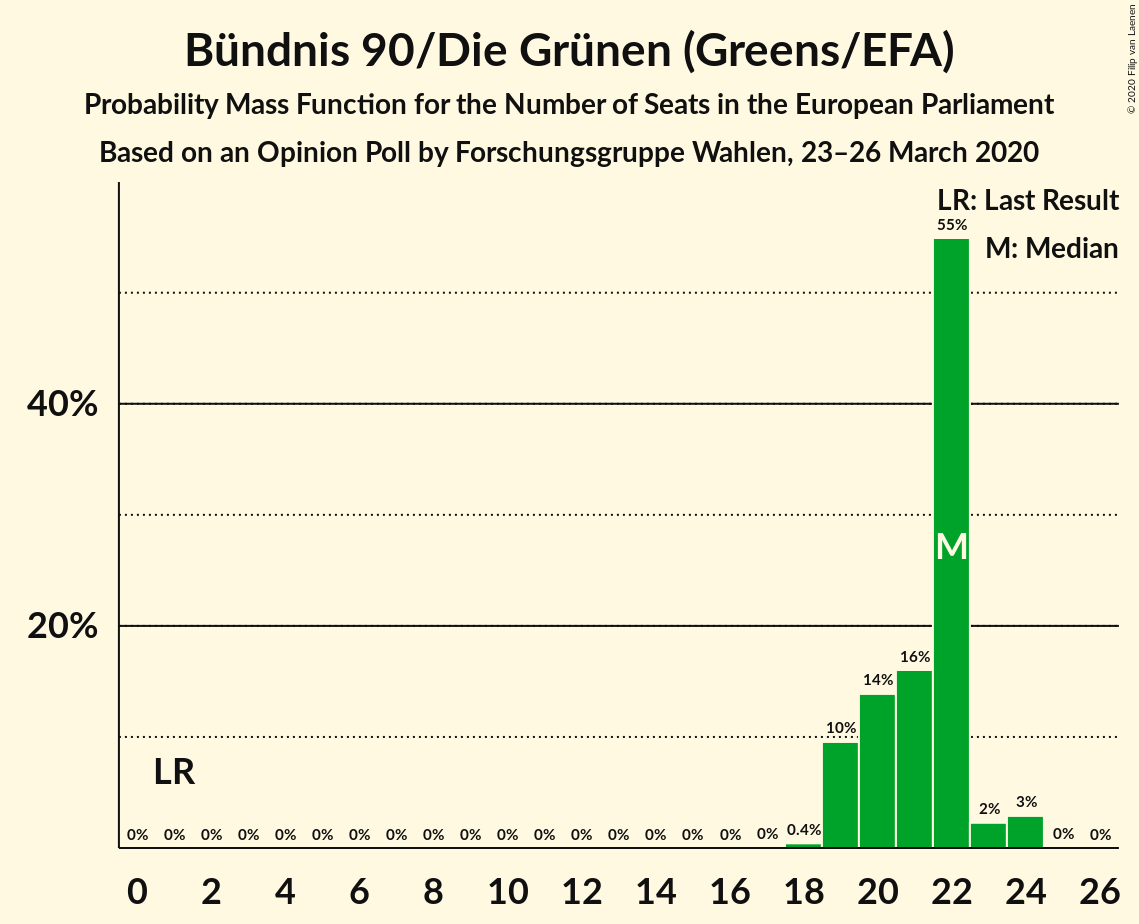 Bündnis 90/Die Grünen (Greens/EFA)
Probability Mass Function for the Number of Seats in the European Parliament
Based on an Opinion Poll by Forschungsgruppe Wahlen, 23–26 March 2020
© 2020 Filip van Laenen
LR: Last Result
M: Median
55%
40%
M
20%
16%
14%
10%
LR
3%
2%
0% 0% 0% 0% 0% 0% 0% 0% 0% 0% 0% 0% 0% 0% 0% 0% 0% 0% 0.4% 0% 0%
0 2 4 6 8 10 12 14 16 18 20 22 24 26